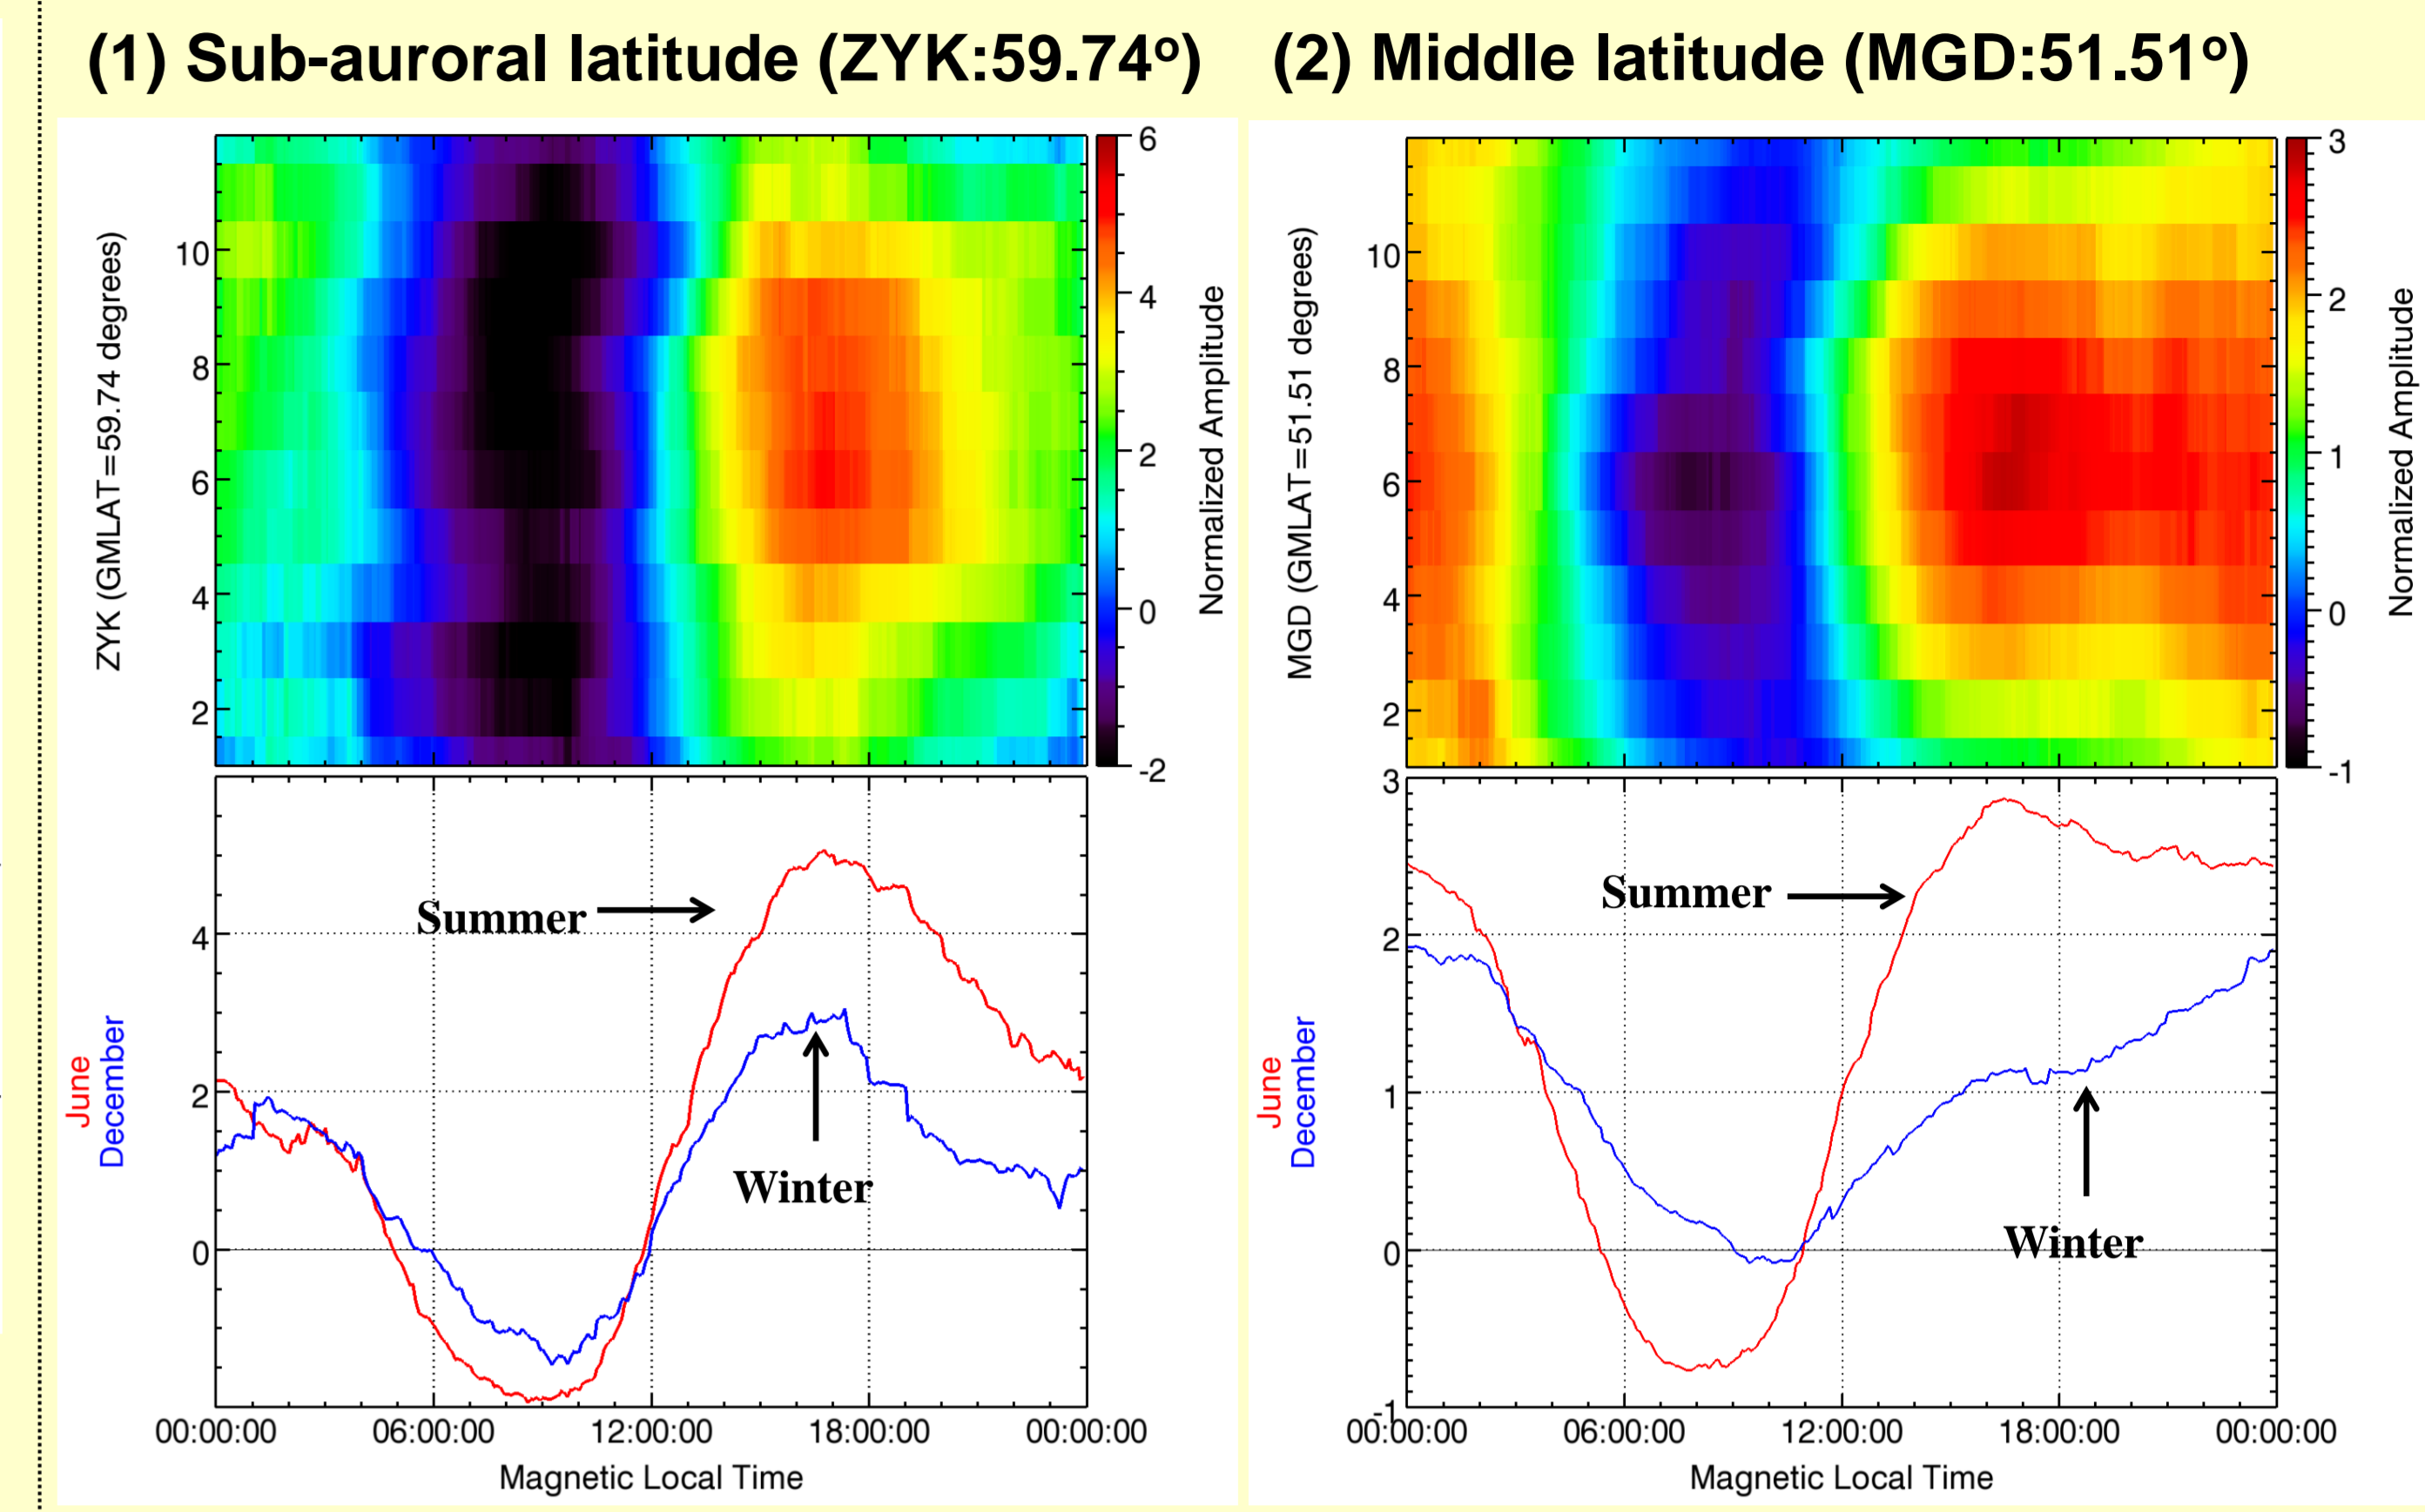 (1) Sub-auroral latitude (ZYK:59.74º)
(2) Middle latitude (MGD:51.51º)
ZYK (GMLAT=59.74 degrees)
10
8
6
4
2
6
4
2
0
-2
Normalized Amplitude
MGD (GMLAT=51.51 degrees)
10
8
6
4
2
3
2
1
0
-1
Normalized Amplitude
June
December
4
2
0
Summer
Winter
00:00:00 06:00:00 12:00:00 18:00:00 00:00:00
Magnetic Local Time
June
December
3
2
1
0
-1
Summer
Winter
00:00:00 06:00:00 12:00:00 18:00:00 00:00:00
Magnetic Local Time